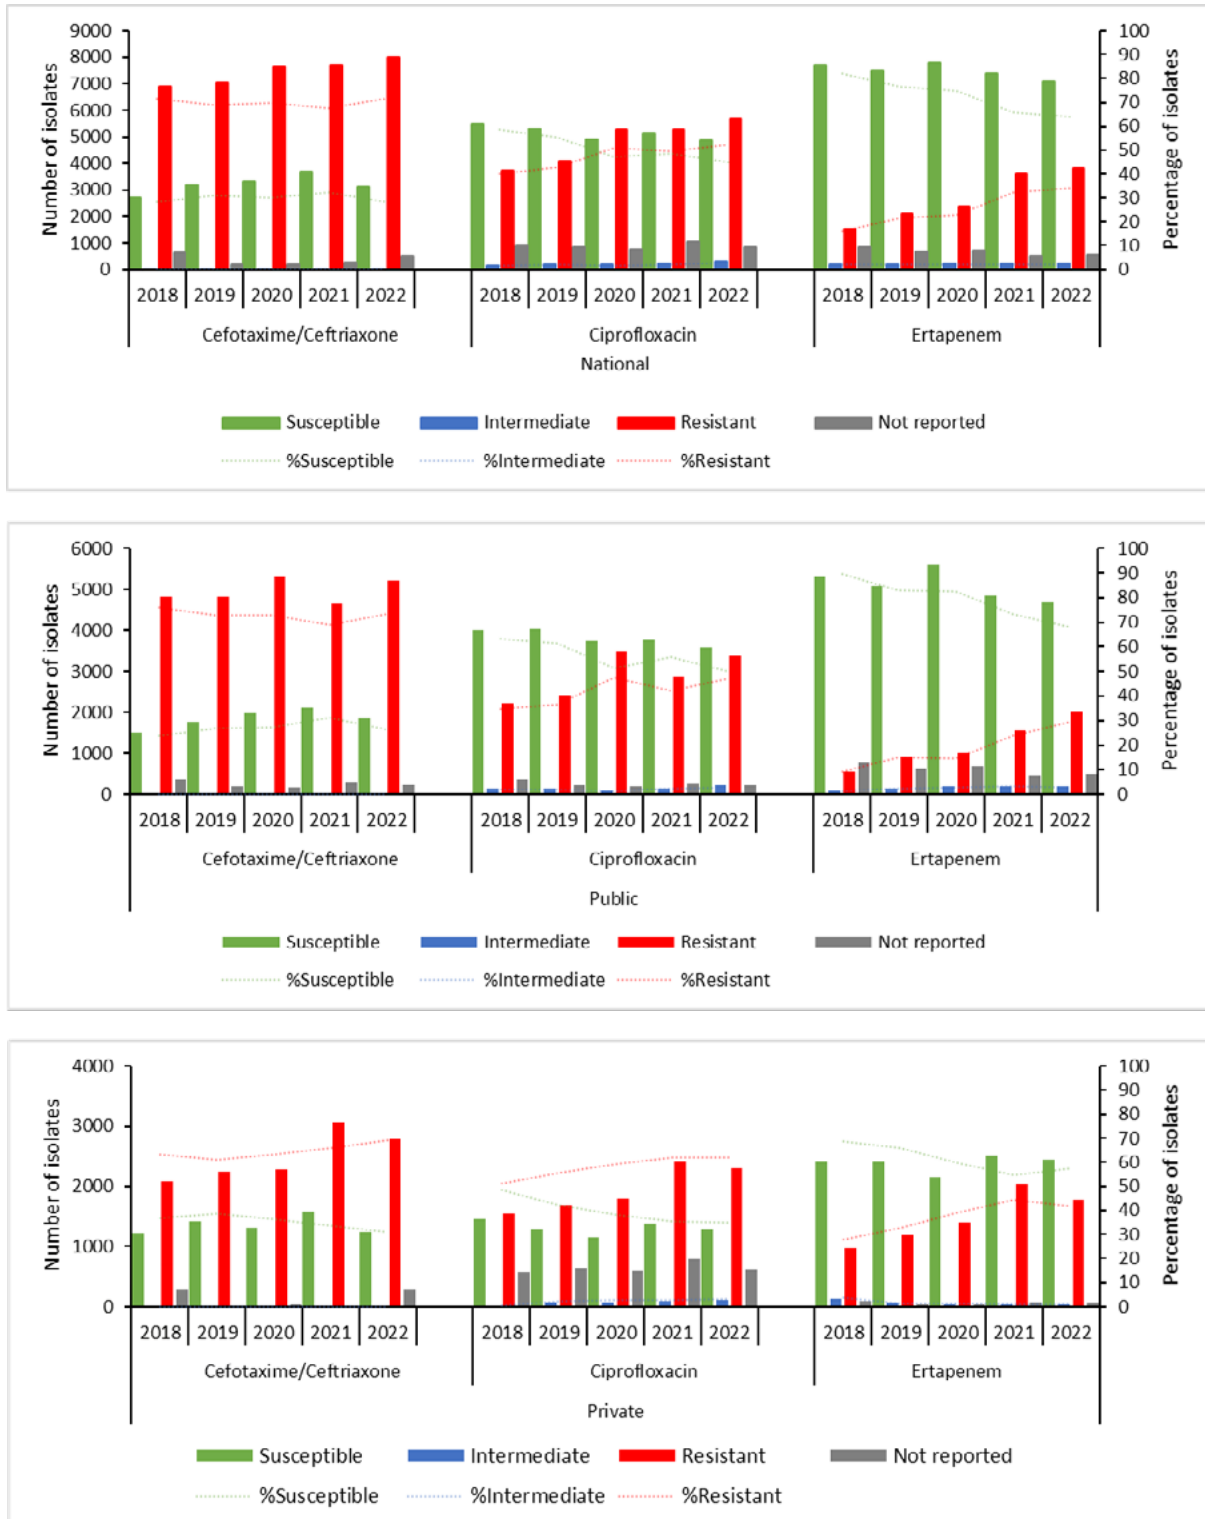 9000 100
8000 90
7000 80
6000 70
5000 60
4000 50
3000 40
2000 30
1000 20
0 10
0
Number of isolates
Percentage of isolates
2018 2019 2020 2021 2022 2018 2019 2020 2021 2022 2018 2019 2020 2021 2022
Cefotaxime/Ceftriaxone Ciprofloxacin Ertapenem
National
Susceptible Intermediate Resistant Not reported
%Susceptible %Intermediate %Resistant
6000 100
5000 90
4000 80
3000 70
2000 60
1000 50
0 40
30
20
10
0
Number of isolates
Percentage of isolates
2018 2019 2020 2021 2022 2018 2019 2020 2021 2022 2018 2019 2020 2021 2022
Cefotaxime/Ceftriaxone Ciprofloxacin Ertapenem
Public
Susceptible Intermediate Resistant Not reported
%Susceptible %Intermediate %Resistant
4000 100
3000 90
2000 80
1000 70
0 60
50
40
30
20
10
0
Number of isolates
Percentage of isolates
2018 2019 2020 2021 2022 2018 2019 2020 2021 2022 2018 2019 2020 2021 2022
Cefotaxime/Ceftriaxone Ciprofloxacin Ertapenem
Private
Susceptible Intermediate Resistant Not reported
%Susceptible %Intermediate %Resistant